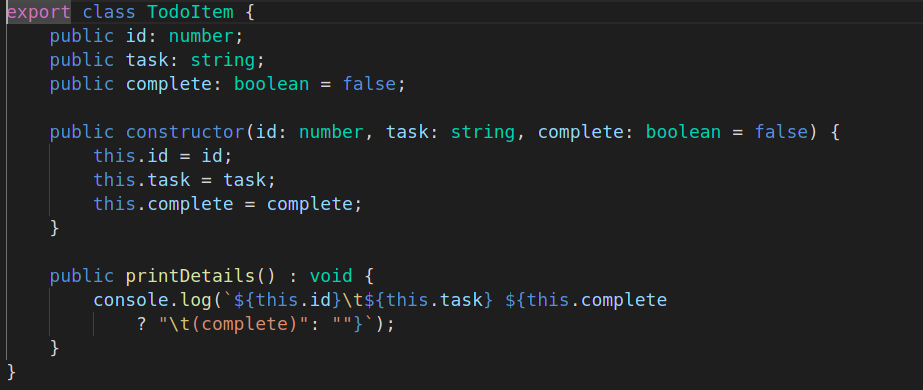 export class TodoItem {
    public id: number;
    public task: string;
    public complete: boolean = false;

    public constructor(id: number, task: string, complete: boolean = false) {
        this.id = id;
        this.task = task;
        this.complete = complete;
    }

    public printDetails() : void {
        console.log(`${this.id}\t${this.task} ${this.complete
            ? "\t(complete)": ""}`);
    }
}